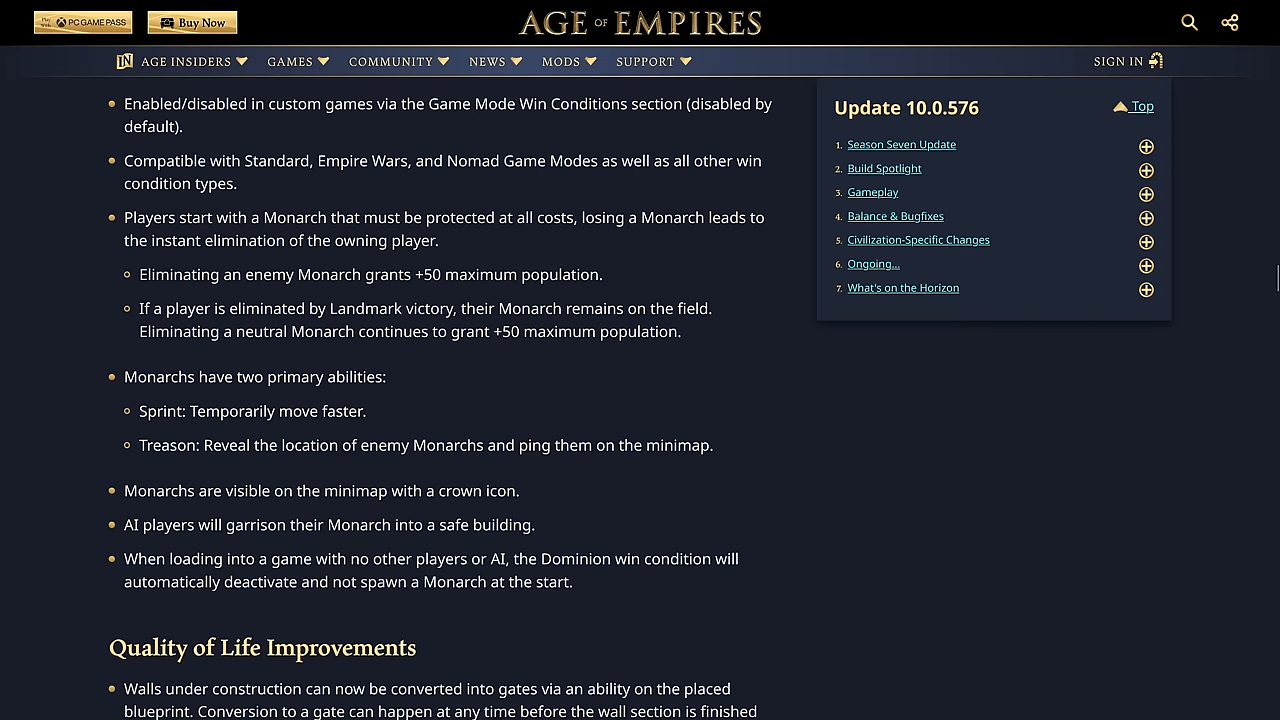 Play with PC GAME PASS
Buy Now
AGE OF EMPIRES
AGE INSIDERS
GAMES
COMMUNITY
NEWS
MODS
SUPPORT
SIGN IN
Enabled/disabled in custom games via the Game Mode Win Conditions section (disabled by
default).
Compatible with Standard, Empire Wars, and Nomad Game Modes as well as all other win
condition types.
Players start with a Monarch that must be protected at all costs, losing a Monarch leads to
the instant elimination of the owning player.
Eliminating an enemy Monarch grants +50 maximum population.
If a player is eliminated by Landmark victory, their Monarch remains on the field.
Eliminating a neutral Monarch continues to grant +50 maximum population.
Monarchs have two primary abilities:
Sprint: Temporarily move faster.
Treason: Reveal the location of enemy Monarchs and ping them on the minimap.
Monarchs are visible on the minimap with a crown icon.
AI players will garrison their Monarch into a safe building.
When loading into a game with no other players or AI, the Dominion win condition will
automatically deactivate and not spawn a Monarch at the start.
Quality of Life Improvements
Walls under construction can now be converted into gates via an ability on the placed
blueprint. Conversion to a gate can happen at any time before the wall section is finished
Update 10.0.576
Top
1. Season Seven Update
2. Build Spotlight
3. Gameplay
4. Balance & Bugfixes
5. Civilization-Specific Changes
6. Ongoing...
7. What's on the Horizon